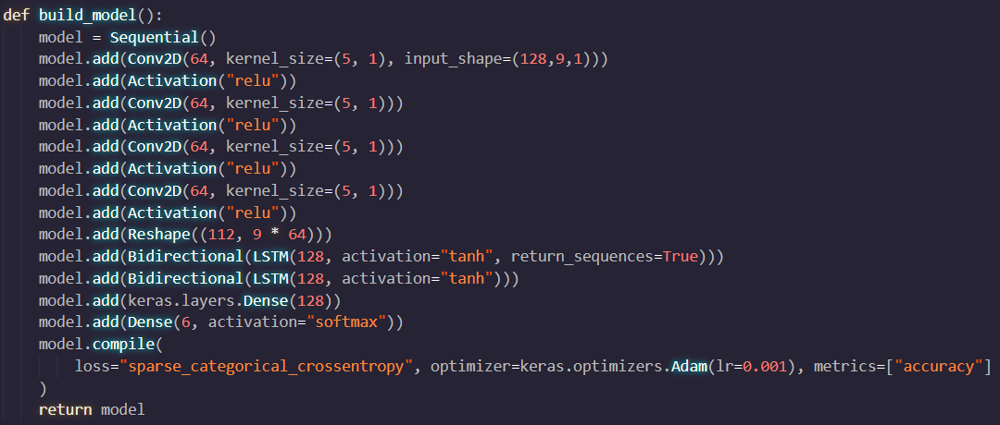 def build_model():
    model = Sequential()
    model.add(Conv2D(64, kernel_size=(5, 1), input_shape=(128,9,1)))
    model.add(Activation("relu"))
    model.add(Conv2D(64, kernel_size=(5, 1)))
    model.add(Activation("relu"))
    model.add(Conv2D(64, kernel_size=(5, 1)))
    model.add(Activation("relu"))
    model.add(Conv2D(64, kernel_size=(5, 1)))
    model.add(Activation("relu"))
    model.add(Reshape((112, 9 * 64)))
    model.add(Bidirectional(LSTM(128, activation="tanh", return_sequences=True)))
    model.add(Bidirectional(LSTM(128, activation="tanh")))
    model.add(keras.layers.Dense(128))
    model.add(Dense(6, activation="softmax"))
    model.compile(
        loss="sparse_categorical_crossentropy", optimizer=keras.optimizers.Adam(lr=0.001), metrics=["accuracy"]
    )
    return model